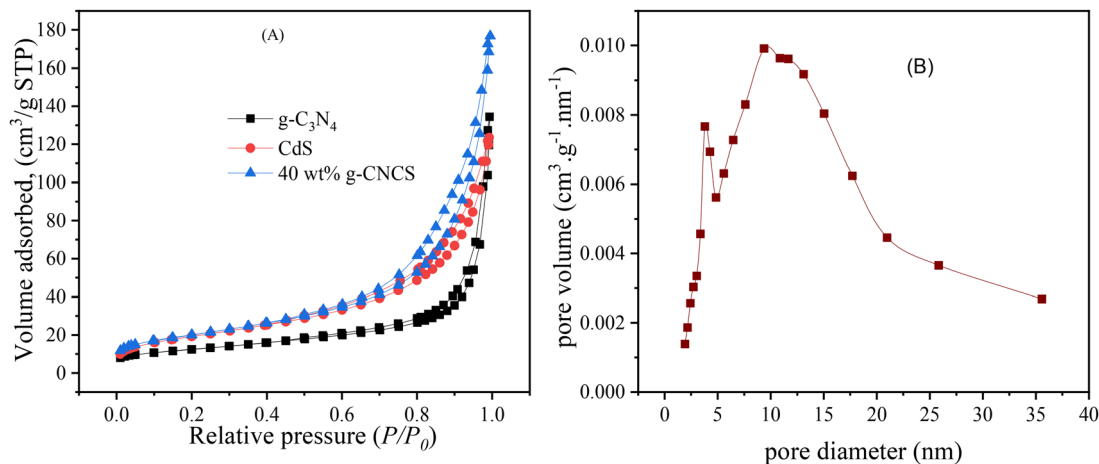 (A)
g-C₃N₄
CdS
40 wt% g-CNCS
Volume adsorbed, (cm³/g STP)
180
160
140
120
100
80
60
40
20
0
0.0 0.2 0.4 0.6 0.8 1.0
Relative pressure (P/P₀)
(B)
pore volume (cm³.g⁻¹.nm⁻¹)
0.010
0.008
0.006
0.004
0.002
0.000
0 5 10 15 20 25 30 35 40
pore diameter (nm)